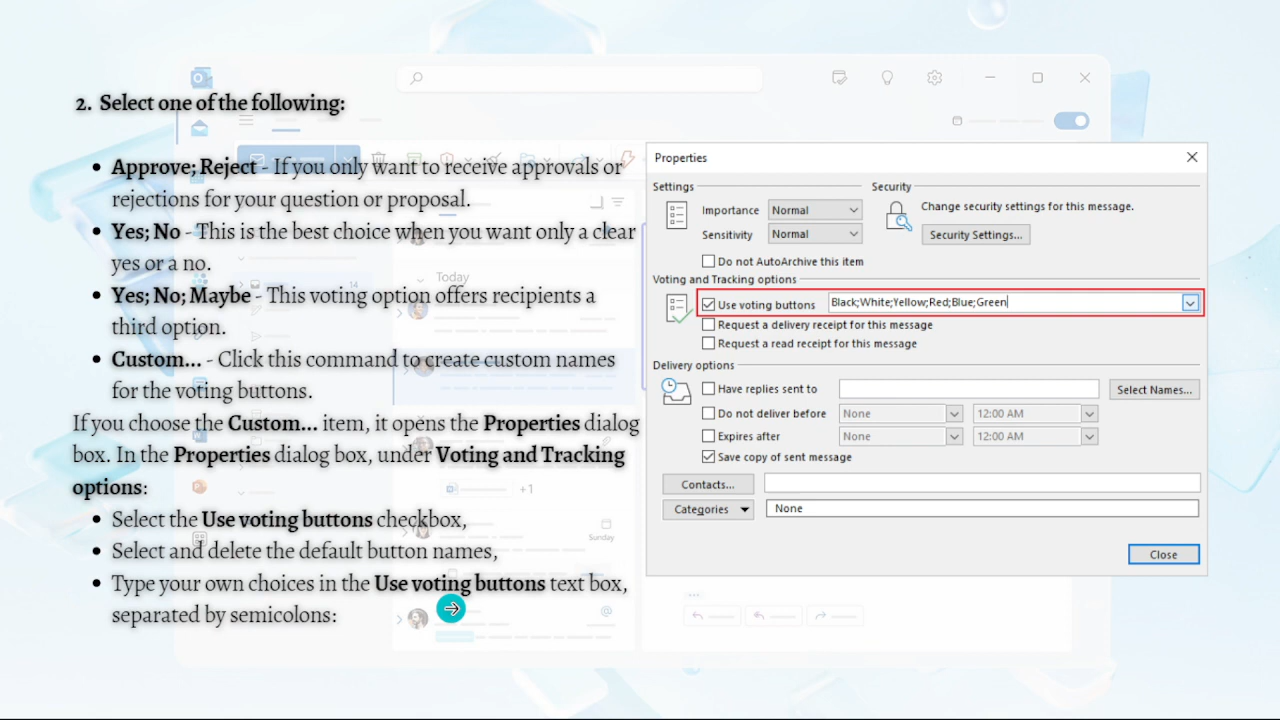 2. Select one of the following:
• Approve; Reject - If you only want to receive approvals or
rejections for your question or proposal.
• Yes; No - This is the best choice when you want only a clear
yes or a no.
• Yes; No; Maybe - This voting option offers recipients a
third option.
• Custom... - Click this command to create custom names
for the voting buttons.
If you choose the Custom... item, it opens the Properties dialog
box. In the Properties dialog box, under Voting and Tracking
options:
• Select the Use voting buttons checkbox,
• Select and delete the default button names,
• Type your own choices in the Use voting buttons text box,
separated by semicolons:
Today
14
+1
Sunday
Properties
Settings
Security
Importance Normal
Change security settings for this message.
Sensitivity Normal
Security Settings...
Do not AutoArchive this item
Voting and Tracking options
Use voting buttons Black;White;Yellow;Red;Blue;Green
Request a delivery receipt for this message
Request a read receipt for this message
Delivery options
Have replies sent to Select Names...
Do not deliver before None 12:00 AM
Expires after None 12:00 AM
Save copy of sent message
Contacts...
Categories None
Close